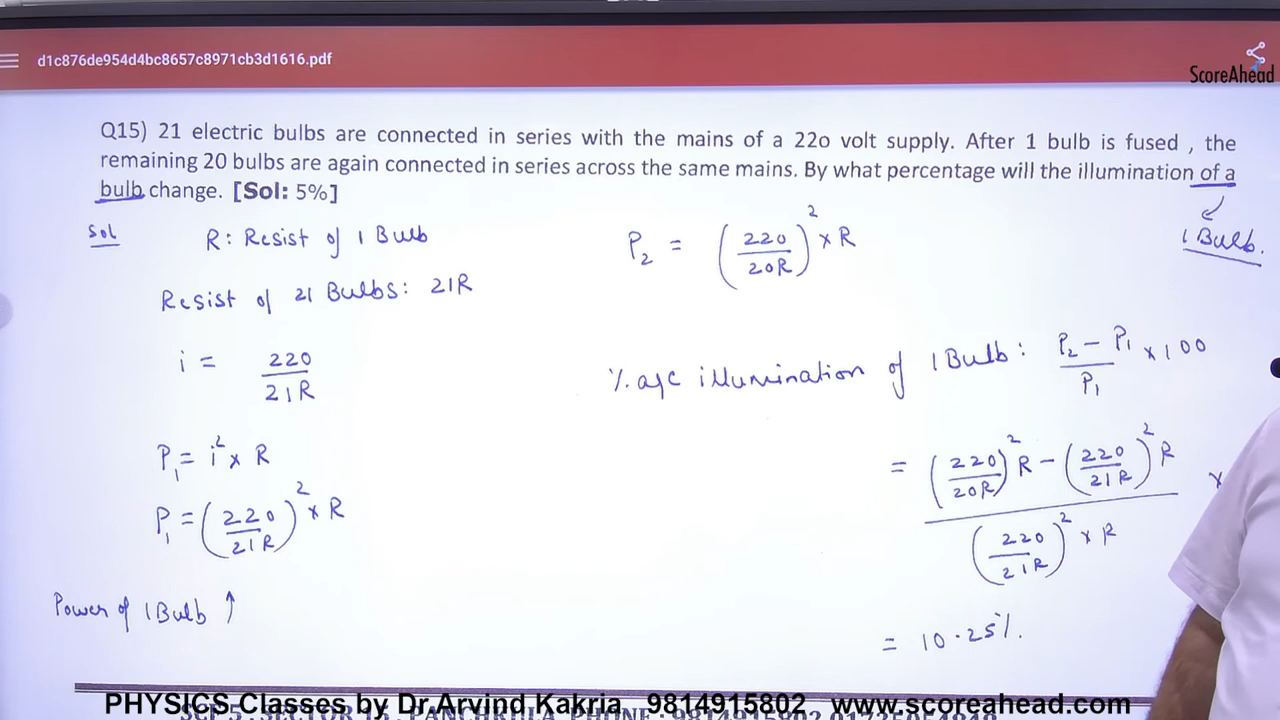 d1c876de954d4bc8657c8971cb3d1616.pdf
ScoreAhead
Q15) 21 electric bulbs are connected in series with the mains of a 22o volt supply. After 1 bulb is fused , the
remaining 20 bulbs are again connected in series across the same mains. By what percentage will the illumination of a
bulb change. [Sol: 5%]
Sol
R: Resist of 1 Bulb
Resist of 21 Bulbs: 21R
i = 220/21R
P₁ = i² × R
P₁ = (220/21R)² × R
Power of 1 Bulb ↑
P₂ = (220/20R)² × R
1 Bulb.
% age illumination of 1 Bulb: (P₂ - P₁)/P₁ × 100
= ((220/20R)² R - (220/21R)² R)/((220/21R)² × R) ×
= 10.25%.
PHYSICS Classes by Dr.Arvind Kakria 9814915802 www.scoreahead.com